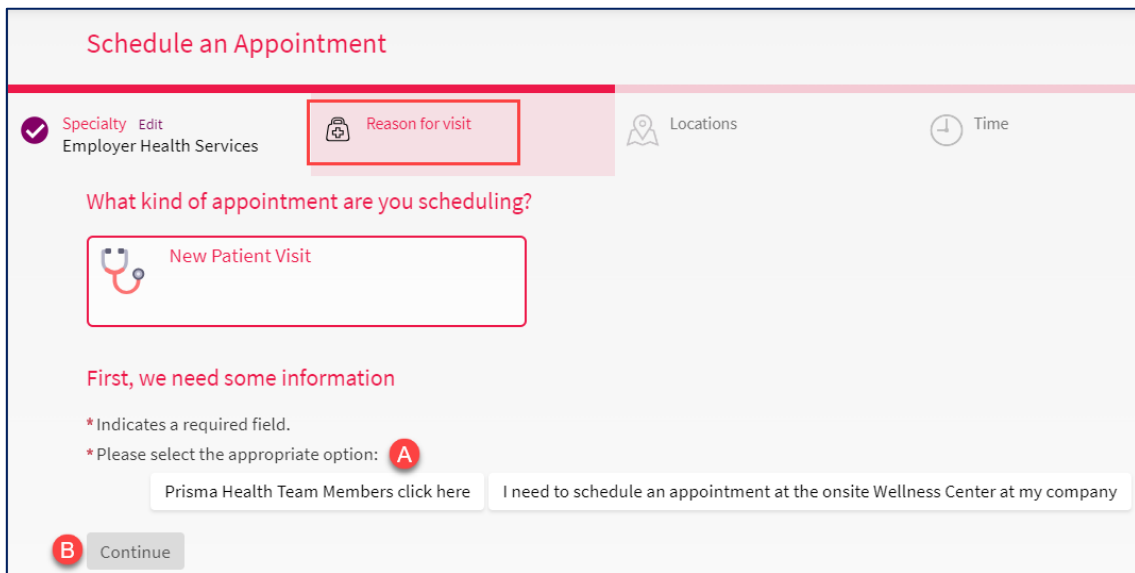 Schedule an Appointment
Specialty Edit
Employer Health Services
Reason for visit
Locations
Time
What kind of appointment are you scheduling?
New Patient Visit
First, we need some information
*Indicates a required field.
*Please select the appropriate option: A
Prisma Health Team Members click here
I need to schedule an appointment at the onsite Wellness Center at my company
B Continue